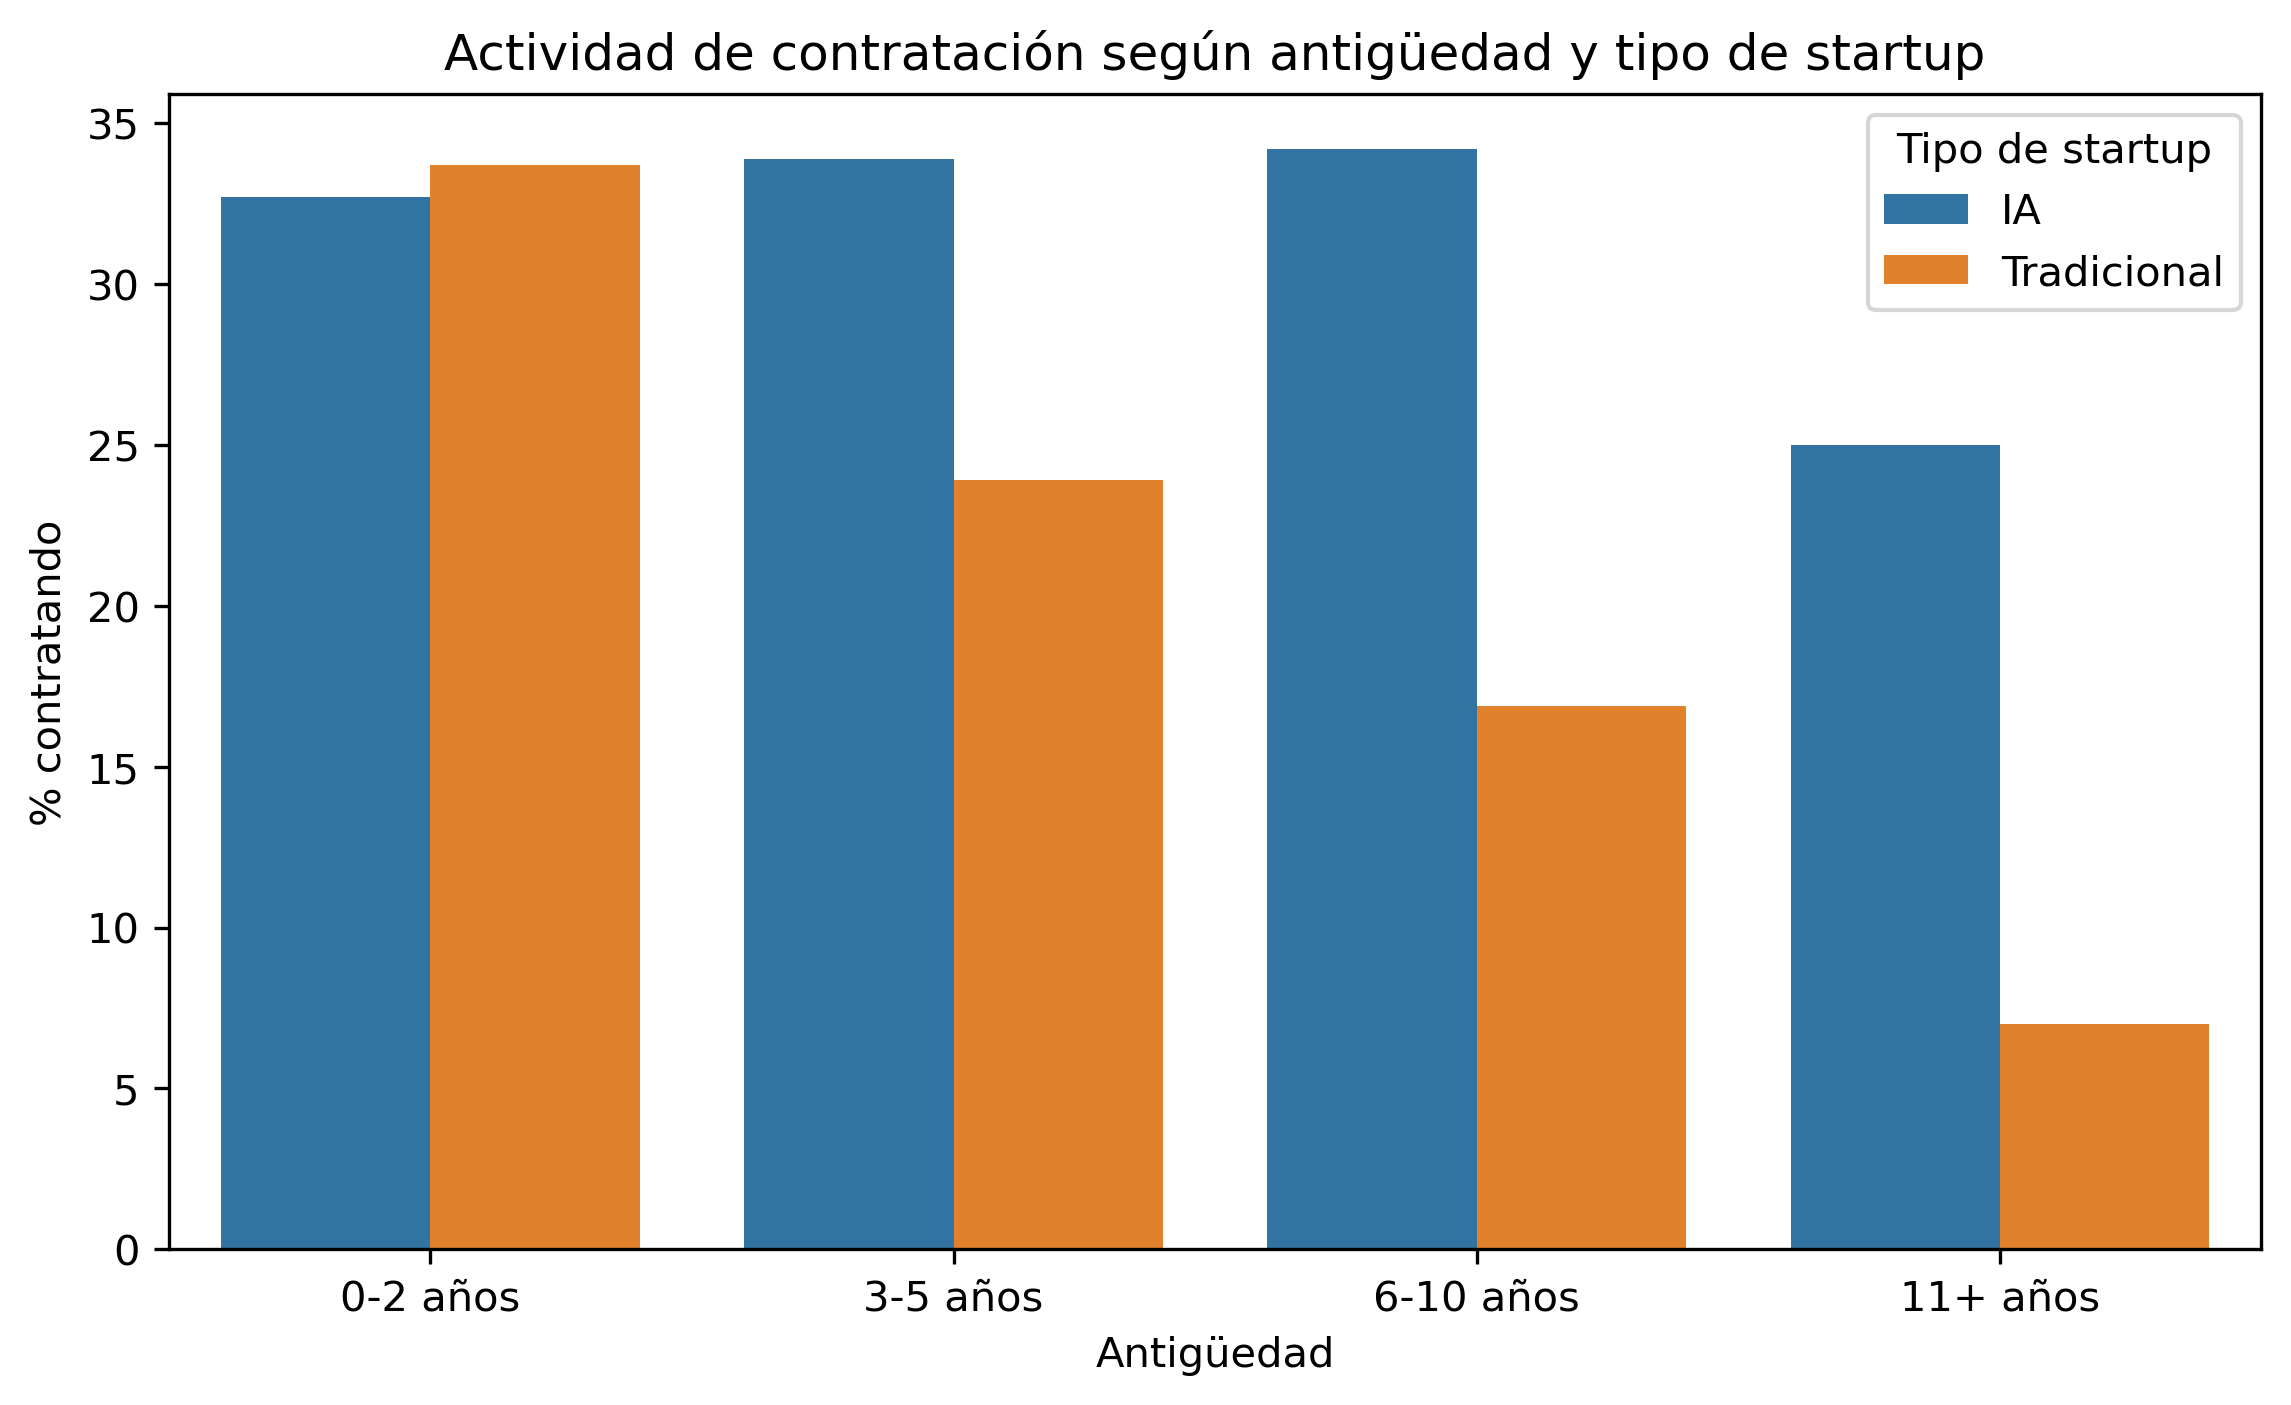 Actividad de contratación según antigüedad y tipo de startup
Tipo de startup
IA
Tradicional
% contratando
35
30
25
20
15
10
5
0
0-2 años
3-5 años
6-10 años
11+ años
Antigüedad